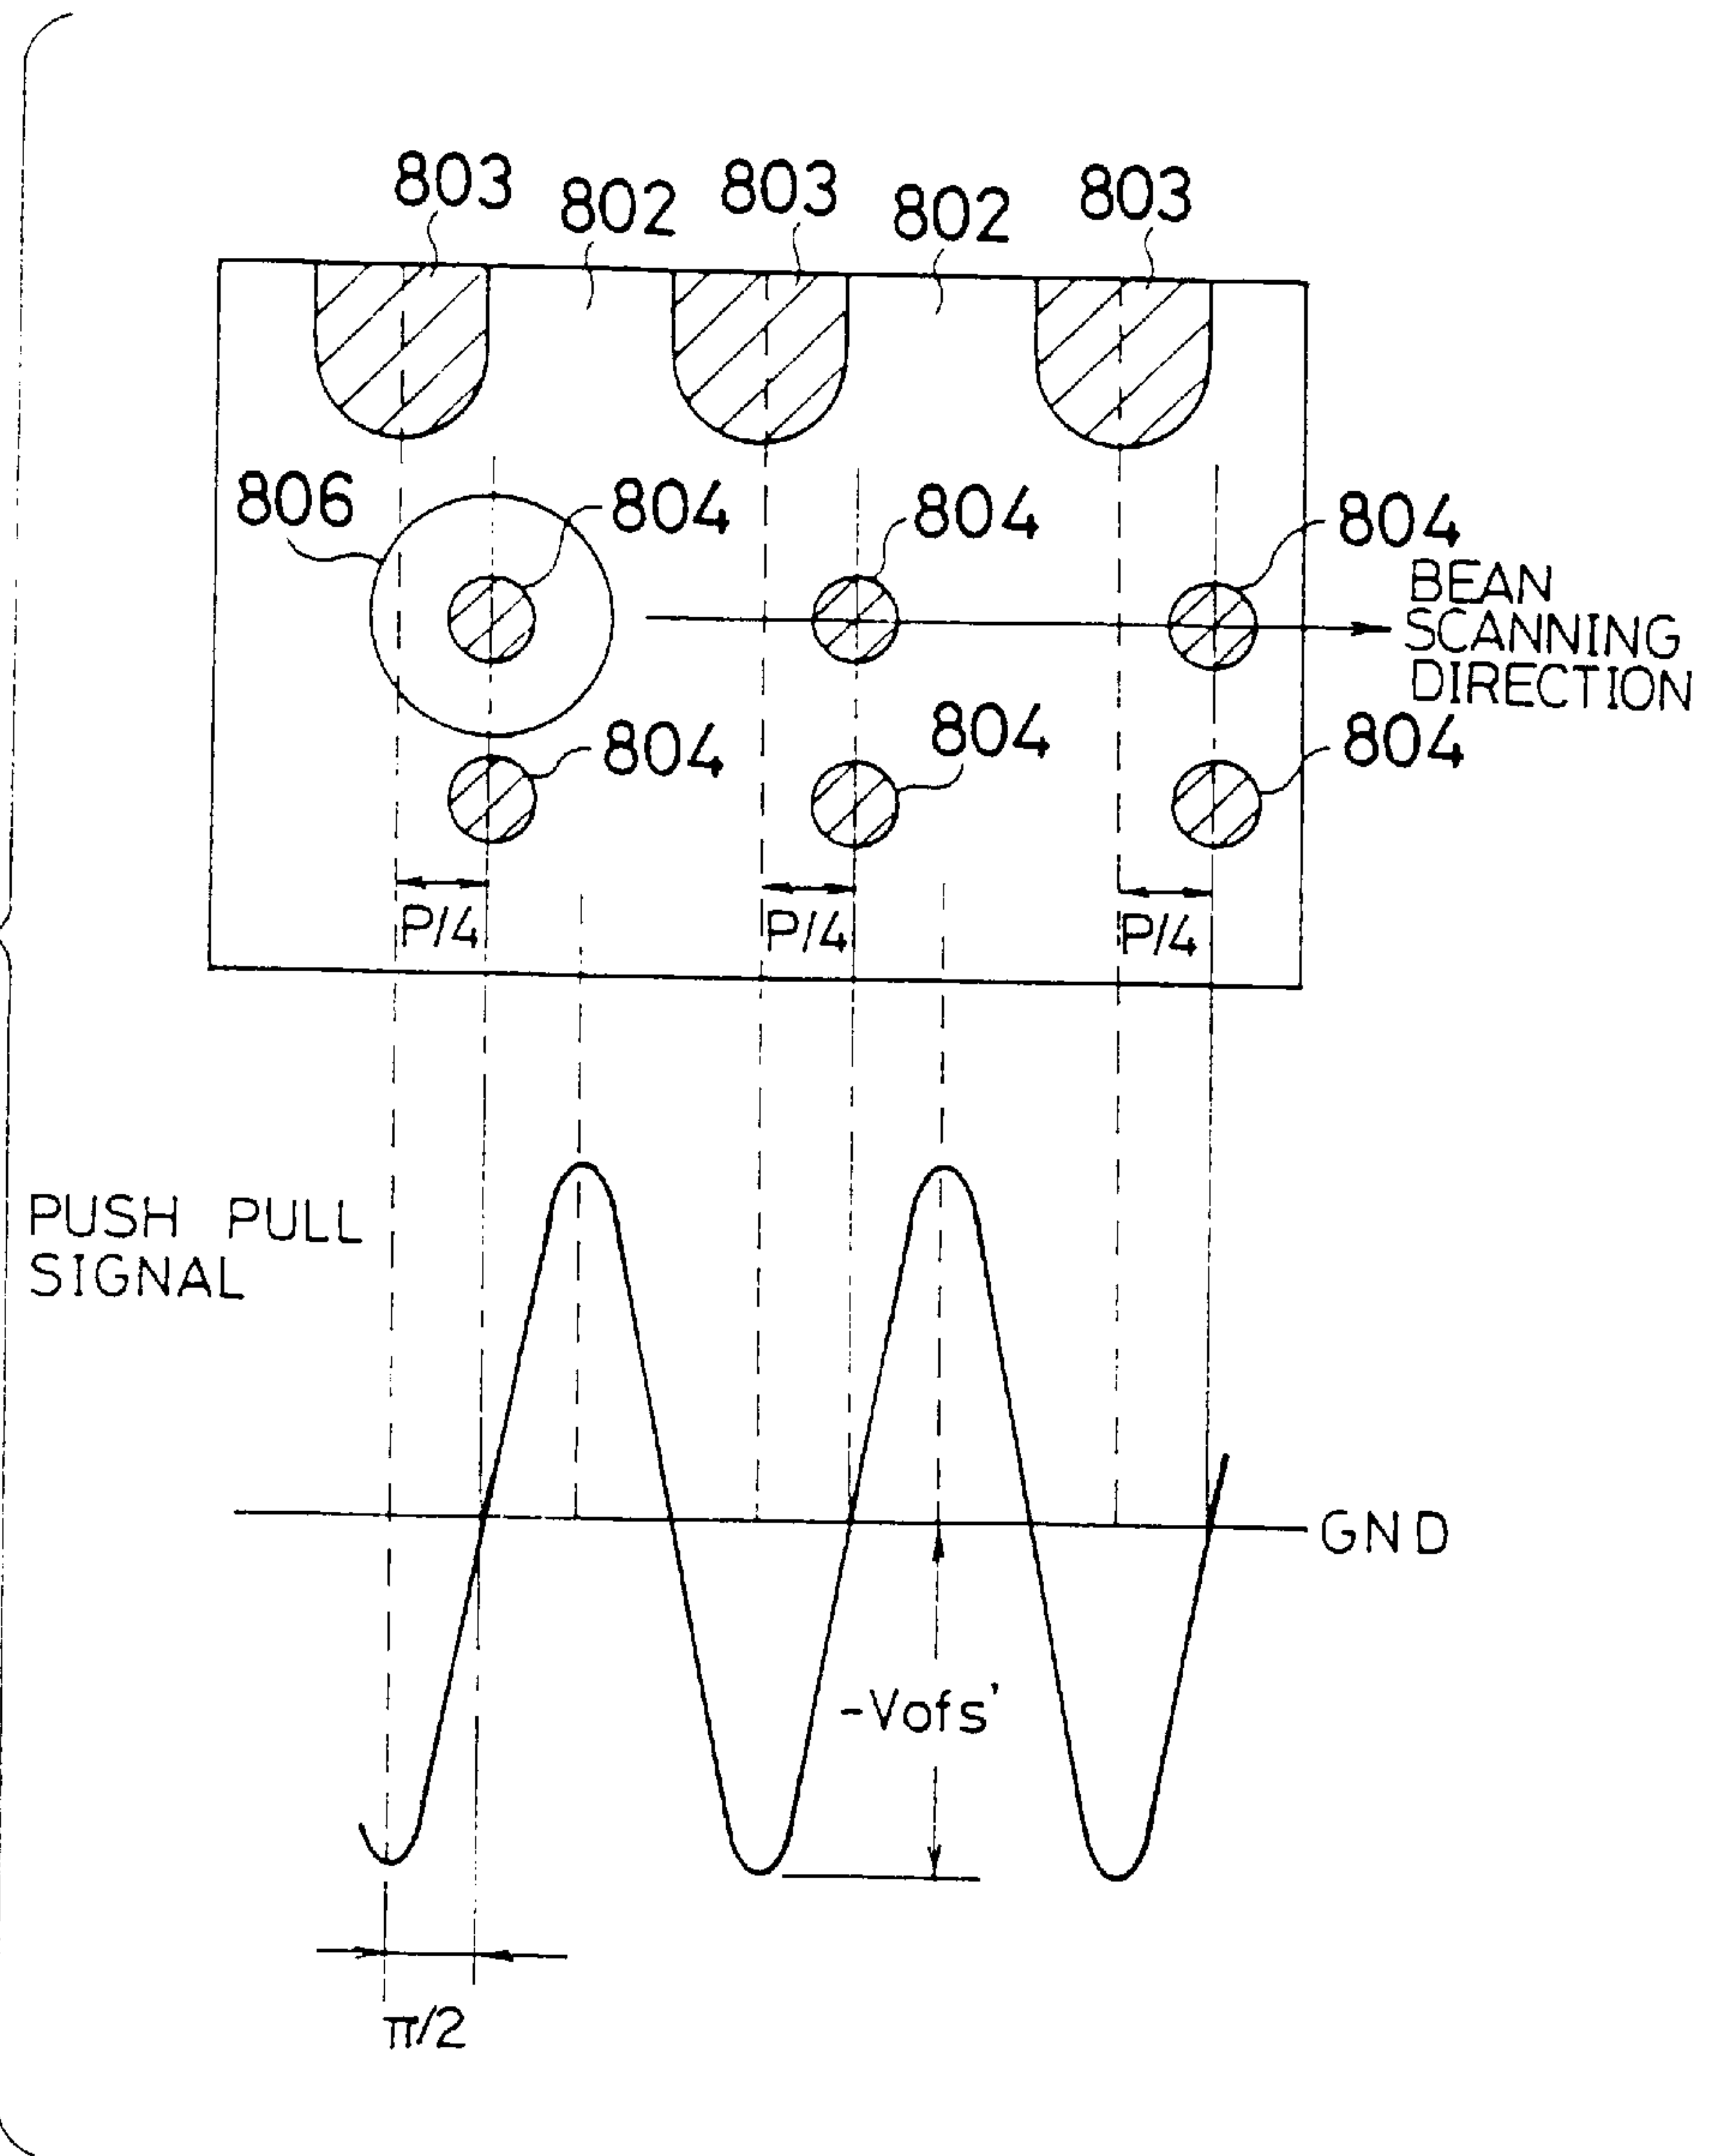 803
802
803
802
803
806
804
804
804
BEAN
SCANNING
DIRECTION
804
804
804
P/4
P/4
P/4
PUSH PULL
SIGNAL
GND
-Vofs'
π/2